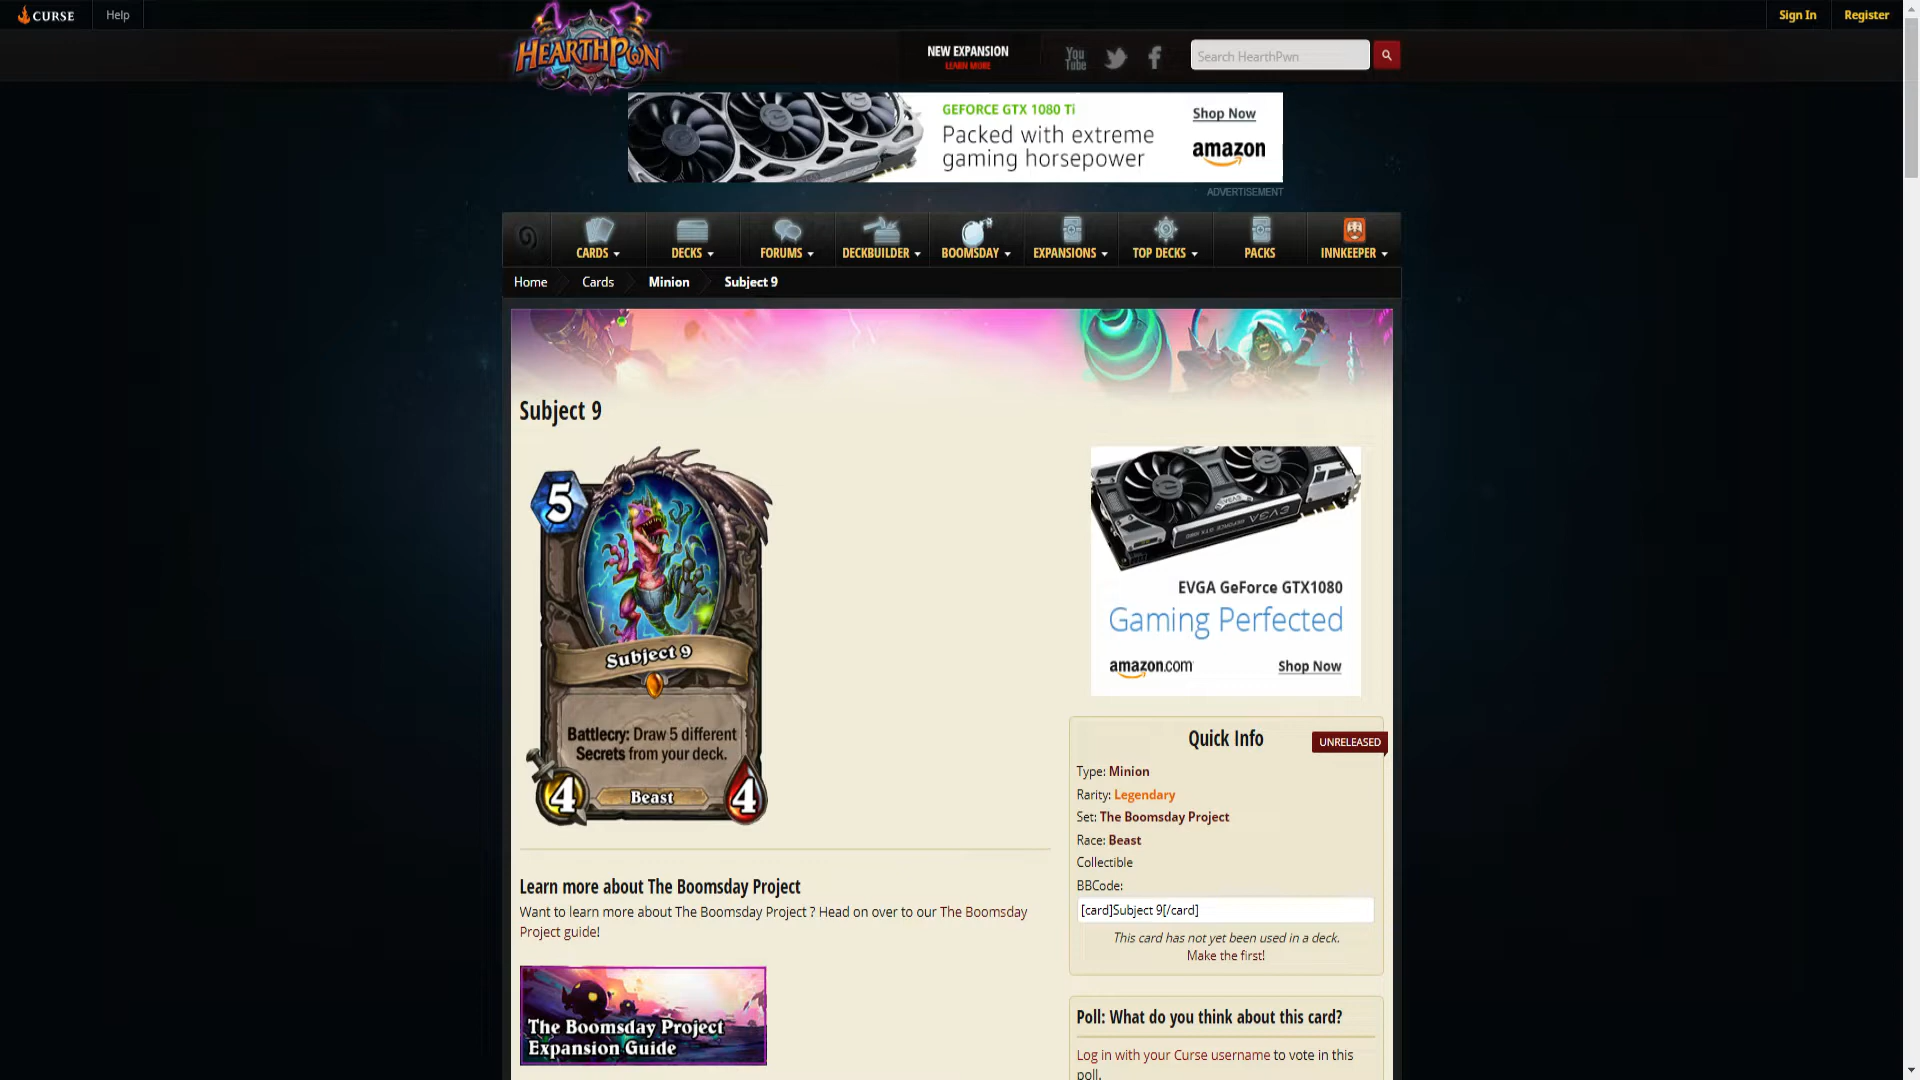 CURSE
Help
Sign In
Register
HEARTHPWN
NEW EXPANSION
LEARN MORE
You
Tube
Search HearthPwn
GEFORCE GTX 1080 Ti
Packed with extreme
gaming horsepower
Shop Now
amazon
ADVERTISEMENT
CARDS
DECKS
FORUMS
DECKBUILDER
BOOMSDAY
EXPANSIONS
TOP DECKS
PACKS
INNKEEPER
Home
Cards
Minion
Subject 9
Subject 9
5
Subject 9
Battlecry: Draw 5 different
Secrets from your deck.
4
Beast
4
EVGA GEFORCE GTX 1080
EVGA GeForce GTX1080
Gaming Perfected
amazon.com
Shop Now
Quick Info
UNRELEASED
Type: Minion
Rarity: Legendary
Set: The Boomsday Project
Race: Beast
Collectible
BBCode:
[card]Subject 9[/card]
This card has not yet been used in a deck.
Make the first!
Learn more about The Boomsday Project
Want to learn more about The Boomsday Project ? Head on over to our The Boomsday
Project guide!
The Boomsday Project
Expansion Guide
Poll: What do you think about this card?
Log in with your Curse username to vote in this
poll.